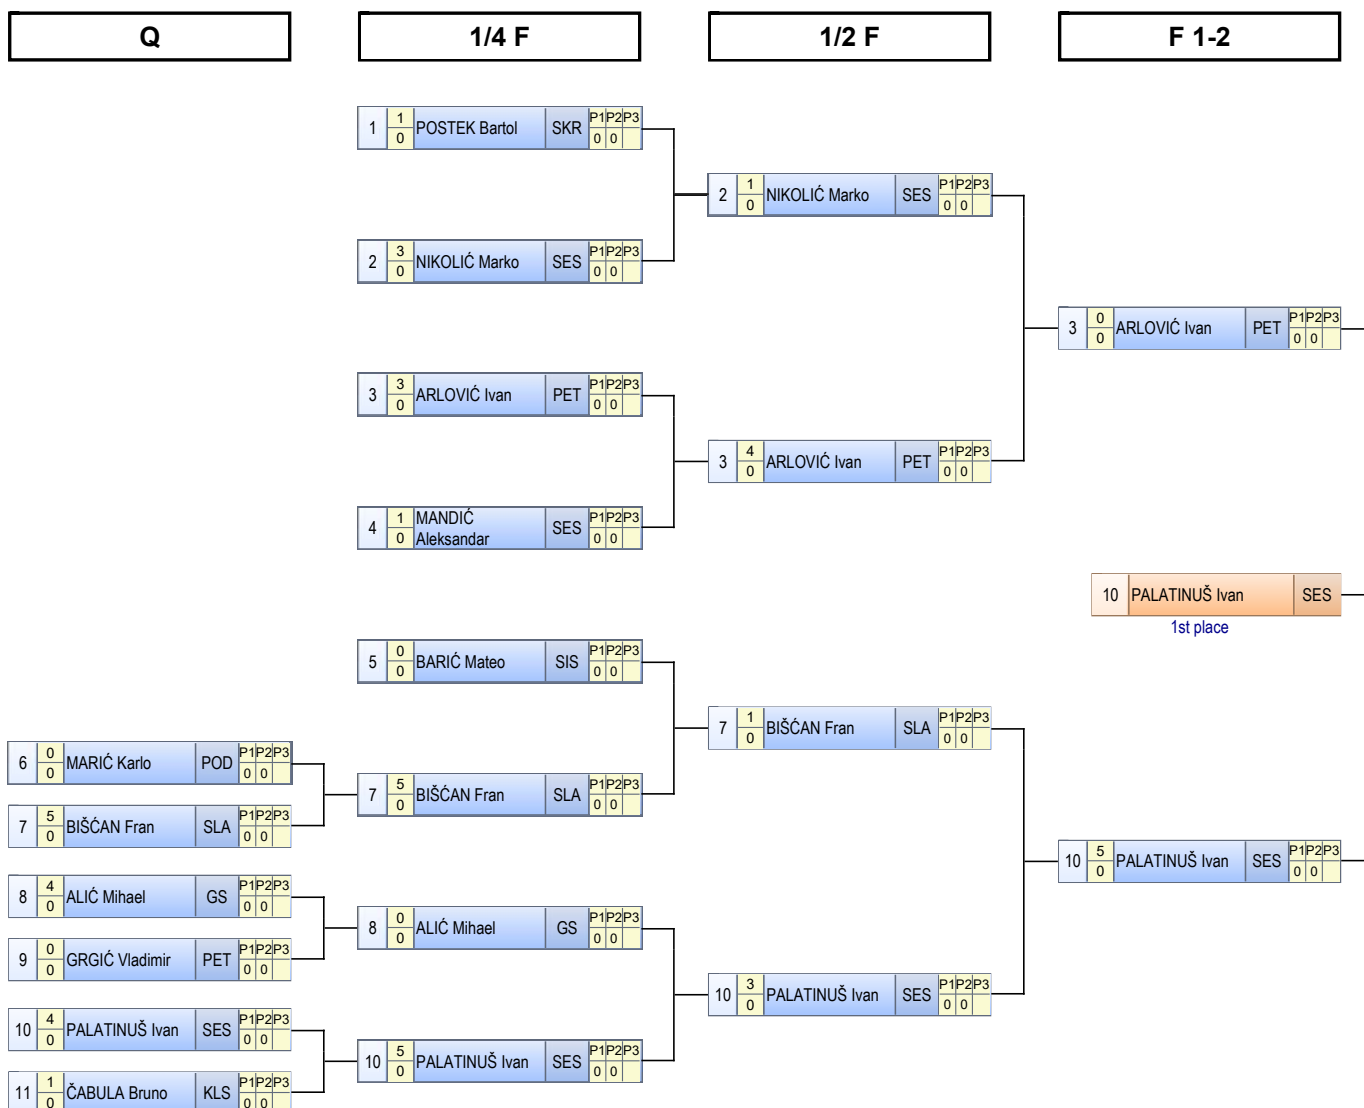 Q 1/4 F 1/2 F F 1-2
1 1 0 POSTEK Bartol SKR P1 P2 P3 0 0
2 1 0 NIKOLIĆ Marko SES P1 P2 P3 0 0
2 3 0 NIKOLIĆ Marko SES P1 P2 P3 0 0
3 0 0 ARLOVIĆ Ivan PET P1 P2 P3 0 0
3 3 0 ARLOVIĆ Ivan PET P1 P2 P3 0 0
3 4 0 ARLOVIĆ Ivan PET P1 P2 P3 0 0
4 1 0 MANDIĆ Aleksandar SES P1 P2 P3 0 0
10 PALATINUŠ Ivan SES
1st place
5 0 0 BARIĆ Mateo SIS P1 P2 P3 0 0
7 1 0 BIŠĆAN Fran SLA P1 P2 P3 0 0
6 0 0 MARIĆ Karlo POD P1 P2 P3 0 0
7 5 0 BIŠĆAN Fran SLA P1 P2 P3 0 0
7 5 0 BIŠĆAN Fran SLA P1 P2 P3 0 0
10 5 0 PALATINUŠ Ivan SES P1 P2 P3 0 0
8 4 0 ALIĆ Mihael GS P1 P2 P3 0 0
8 0 0 ALIĆ Mihael GS P1 P2 P3 0 0
9 0 0 GRGIĆ Vladimir PET P1 P2 P3 0 0
10 3 0 PALATINUŠ Ivan SES P1 P2 P3 0 0
10 4 0 PALATINUŠ Ivan SES P1 P2 P3 0 0
10 5 0 PALATINUŠ Ivan SES P1 P2 P3 0 0
11 1 0 ČABULA Bruno KLS P1 P2 P3 0 0